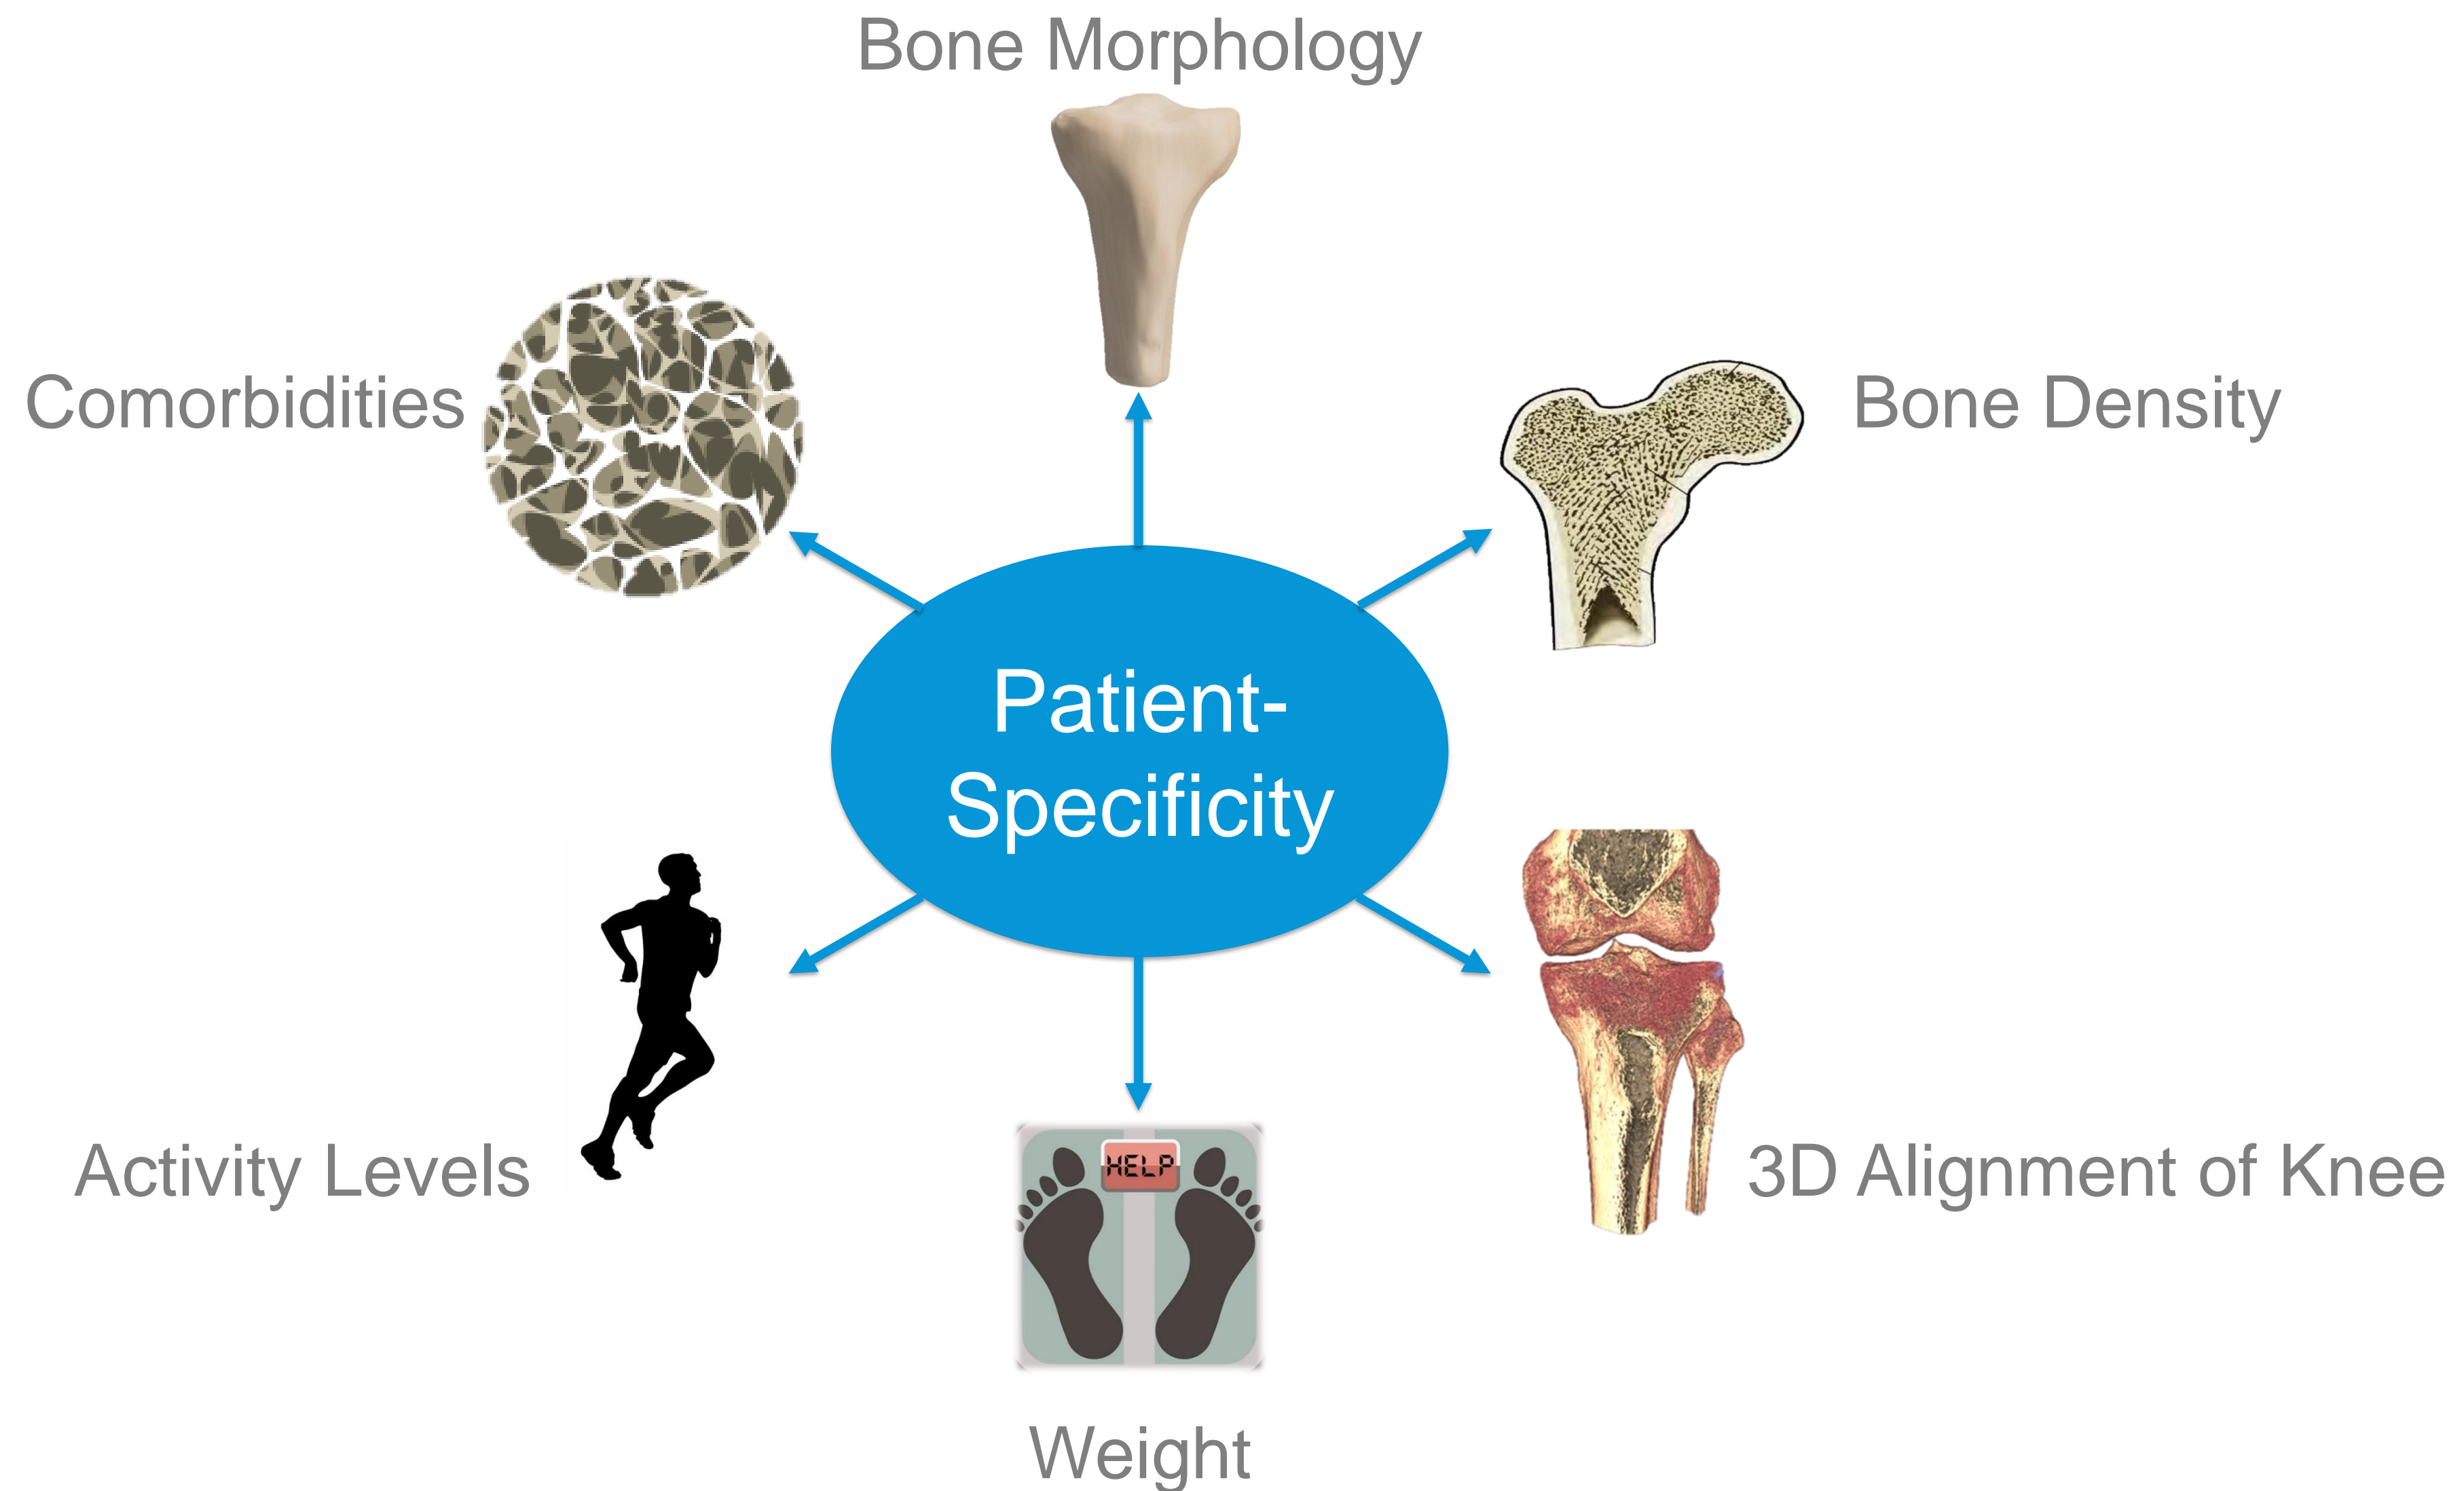 Bone Morphology
Comorbidities
Bone Density
Patient-
Specificity
Activity Levels
HELP
3D Alignment of Knee
Weight